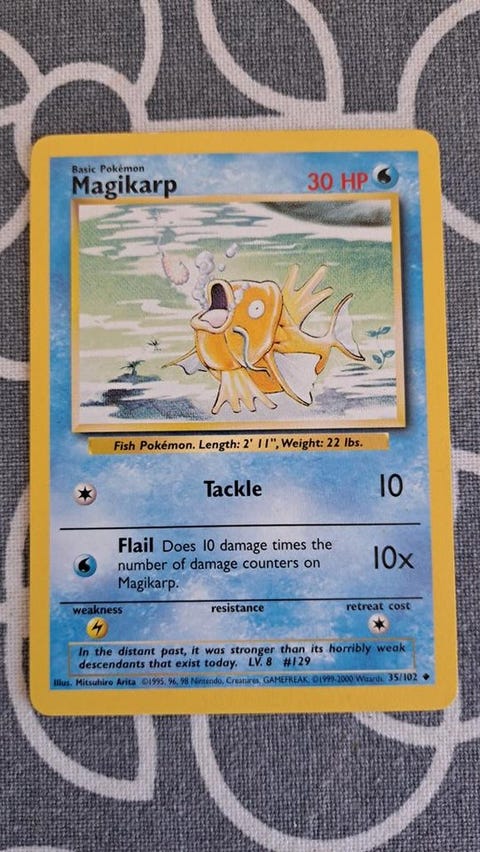 Basic Pokémon
Magikarp
30 HP
Fish Pokémon. Length: 2' 11", Weight: 22 lbs.
Tackle 10
Flail Does 10 damage times the
number of damage counters on
Magikarp.
10x
weakness resistance retreat cost
In the distant past, it was stronger than its horribly weak
descendants that exist today. LV. 8 #129
Illus. Mitsuhiro Arita ©1995, 96, 98 Nintendo, Creatures, GAMEFREAK. ©1999-2000 Wizards. 35/102